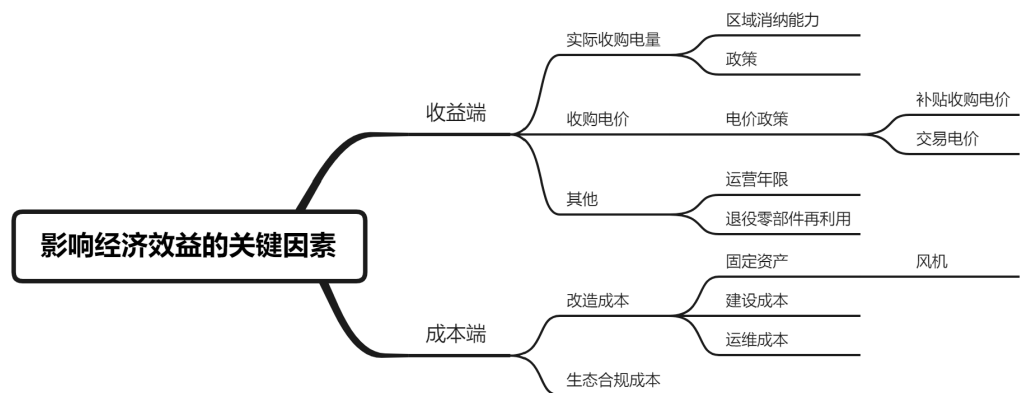 影响经济效益的关键因素
收益端
实际收购电量
区域消纳能力
政策
收购电价
电价政策
补贴收购电价
交易电价
其他
运营年限
退役零部件再利用
成本端
改造成本
固定资产
风机
建设成本
运维成本
生态合规成本